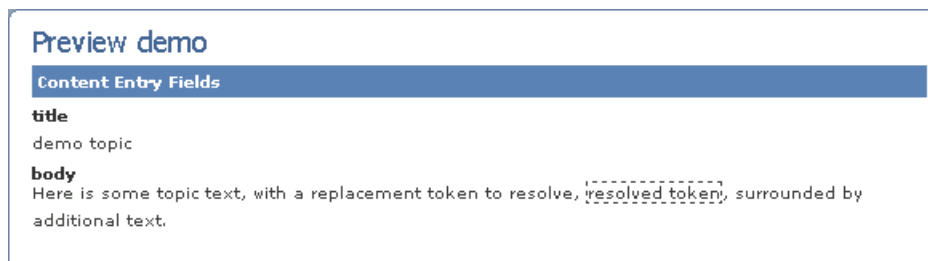 Preview demo
Content Entry Fields
title
demo topic
body
Here is some topic text, with a replacement token to resolve, resolved token, surrounded by
additional text.